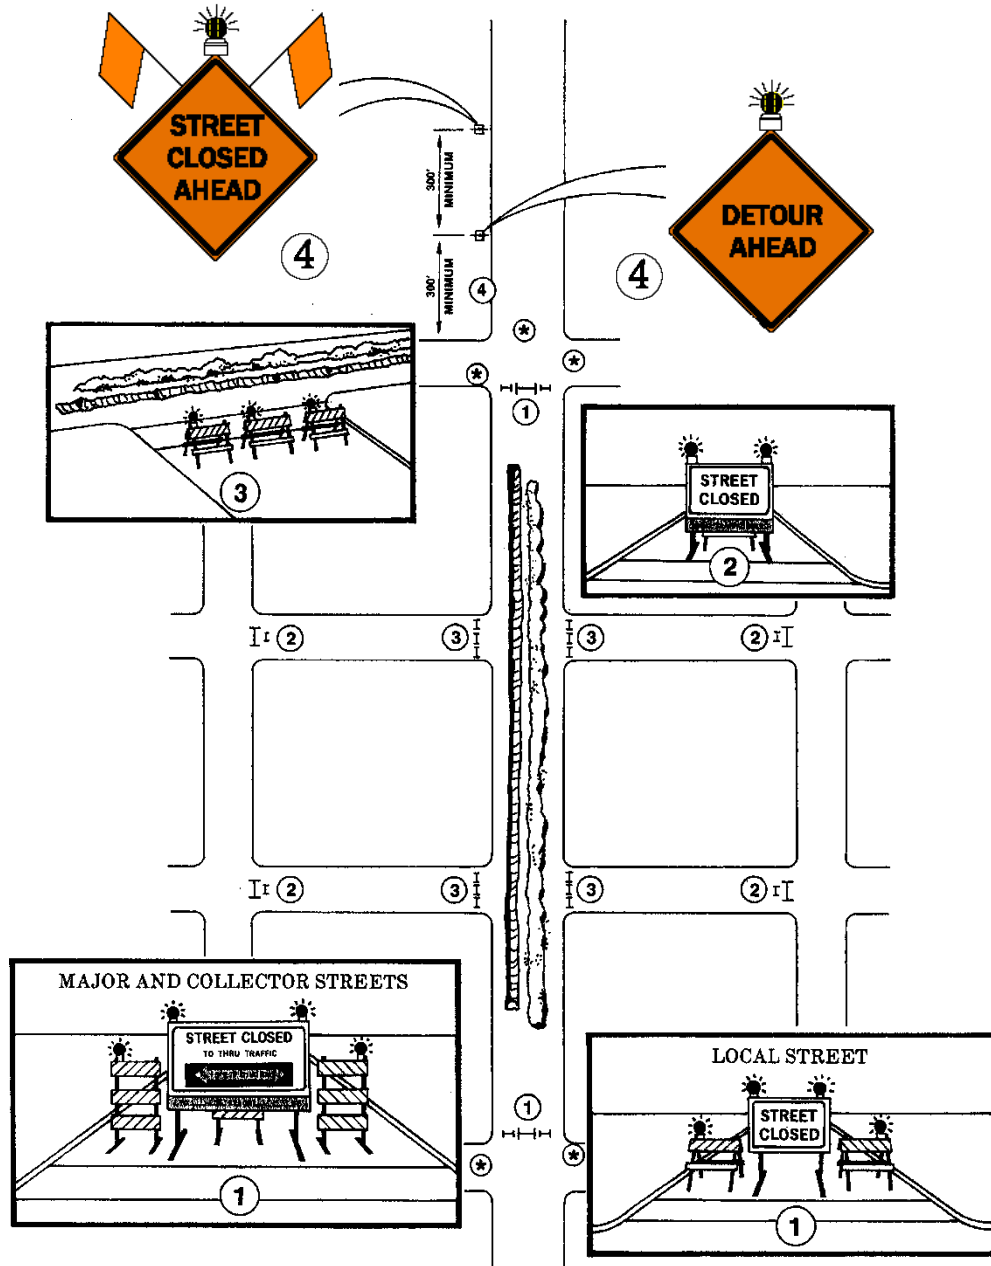 STREET
CLOSED
AHEAD
4
300'
MINIMUM
300'
MINIMUM
4
DETOUR
AHEAD
4
*
*
*
1
3
STREET
CLOSED
2
2
3
3
2
2
3
3
2
MAJOR AND COLLECTOR STREETS
STREET CLOSED
TO THRU TRAFFIC
1
1
*
*
LOCAL STREET
STREET
CLOSED
1